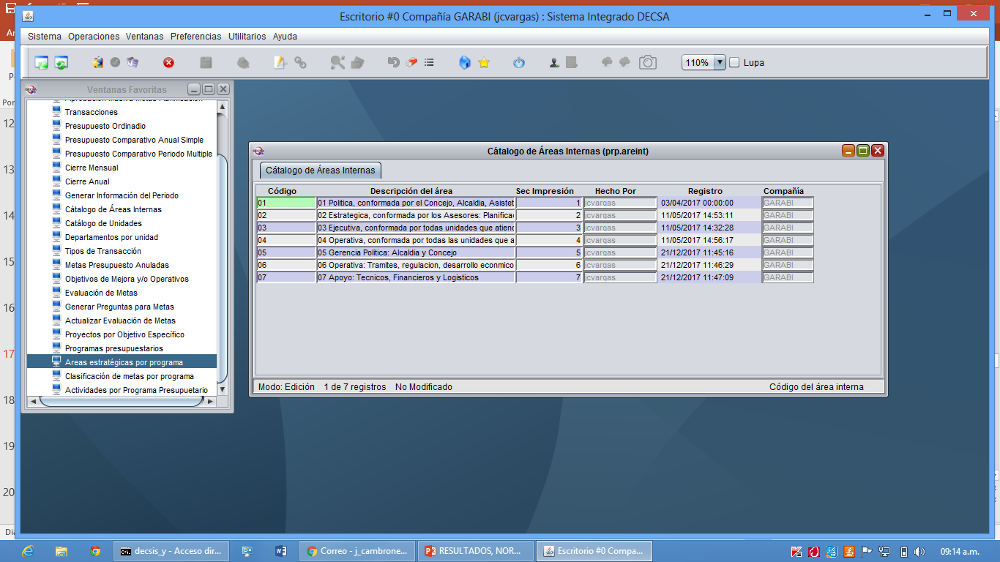 Escritorio #0 Compañía GARABI (jcvargas) : Sistema Integrado DECSA
Sistema Operaciones Ventanas Preferencias Utilitarios Ayuda
110% Lupa
Ventanas Favoritas
Transacciones
Presupuesto Ordinadio
Presupuesto Comparativo Anual Simple
Presupuesto Comparativo Periodo Multiple
Cierre Mensual
Cierre Anual
Generar Información del Periodo
Cátalogo de Áreas Internas
Catálogo de Unidades
Departamentos por unidad
Tipos de Transacción
Metas Presupuesto Anuladas
Objetivos de Mejora y/o Operativos
Evaluación de Metas
Generar Preguntas para Metas
Actualizar Evaluación de Metas
Proyectos por Objetivo Específico
Programas presupuestarios
Areas estratégicas por programa
Clasificación de metas por programa
Actividades por Programa Presupuetario
Cátalogo de Áreas Internas (prp.areint)
Cátalogo de Áreas Internas
Código Descripción del área Sec Impresión Hecho Por Registro Compañía
01 01 Politica, conformada por el Concejo, Alcaldia, Asistet 1 jcvargas 03/04/2017 00:00:00 GARABI
02 02 Estrategica, conformada por los Asesores: Planificac 2 jcvargas 11/05/2017 14:53:11 GARABI
03 03 Ejecutiva, conformada por todas unidades que atienc 3 jcvargas 11/05/2017 14:32:28 GARABI
04 04 Operativa, conformada por todas las unidades que a 4 jcvargas 11/05/2017 14:56:17 GARABI
05 05 Gerencia Politica: Alcaldia y Concejo 5 jcvargas 21/12/2017 11:45:16 GARABI
06 06 Operativa: Tramites, regulacion, desarrollo econmico 6 jcvargas 21/12/2017 11:46:29 GARABI
07 07 Apoyo: Tecnicos, Financieros y Logisticos 7 jcvargas 21/12/2017 11:47:09 GARABI
Modo: Edición 1 de 7 registros No Modificado Código del área interna
12
13
14
15
16
17
18
19
20
decsis_y - Acceso dir...
Correo - j_cambrone...
RESULTADOS, NOR...
Escritorio #0 Compa...
09:14 a.m.